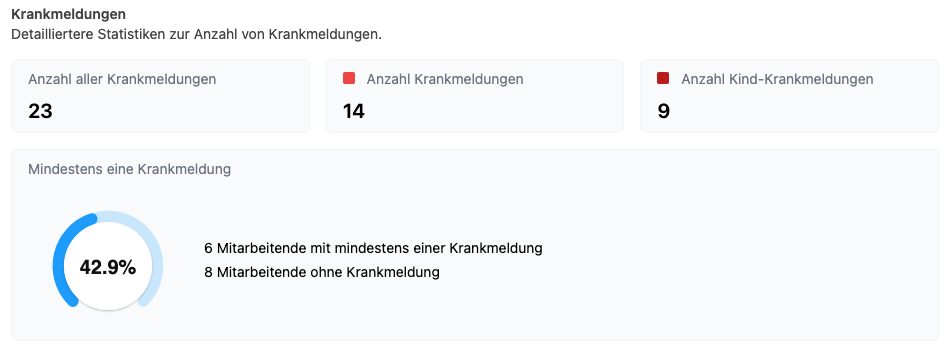 Krankmeldungen
Detailliertere Statistiken zur Anzahl von Krankmeldungen.
Anzahl aller Krankmeldungen
23
Anzahl Krankmeldungen
14
Anzahl Kind-Krankmeldungen
9
Mindestens eine Krankmeldung
42.9%
6 Mitarbeitende mit mindestens einer Krankmeldung
8 Mitarbeitende ohne Krankmeldung